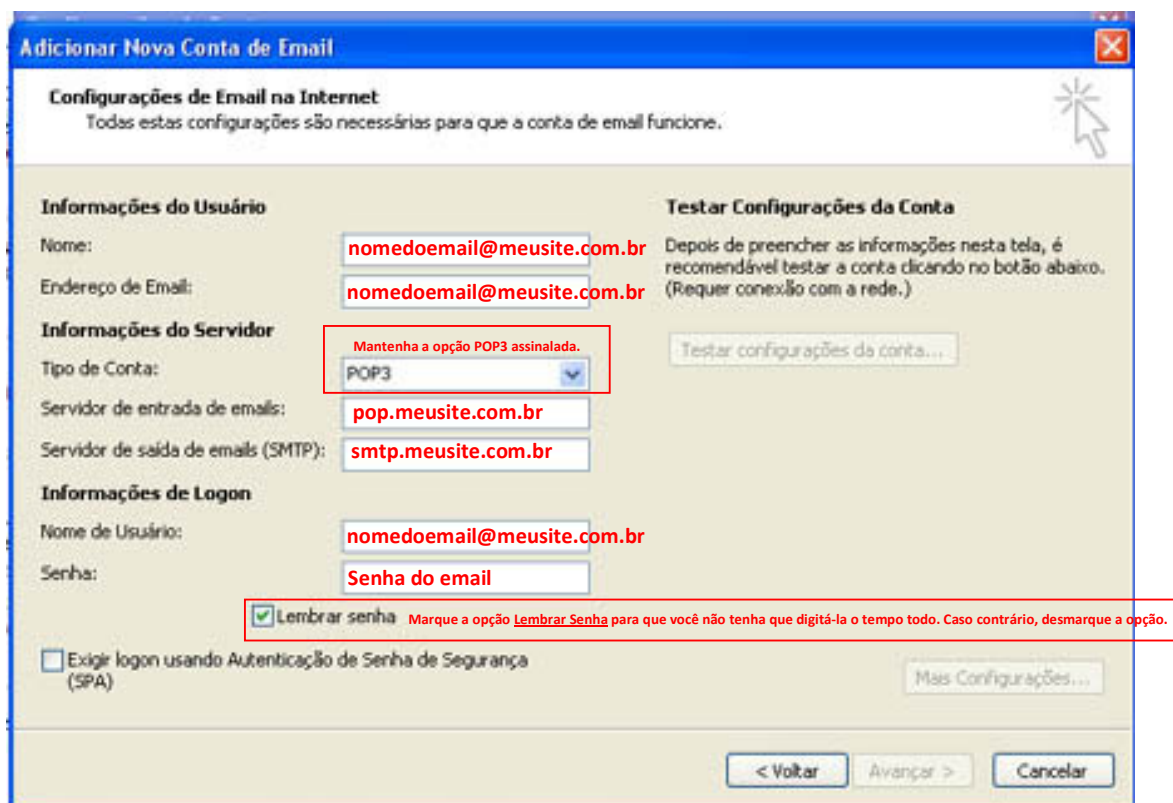 Adicionar Nova Conta de Email
Configurações de Email na Internet
Todas estas configurações são necessárias para que a conta de email funcione.
Informações do Usuário
Nome:
nomedoemail@meusite.com.br
Endereço de Email:
nomedoemail@meusite.com.br
Informações do Servidor
Mantenha a opção POP3 assinalada.
Tipo de Conta:
POP3
Servidor de entrada de emails:
pop.meusite.com.br
Servidor de saída de emails (SMTP):
smtp.meusite.com.br
Informações de Logon
Nome de Usuário:
nomedoemail@meusite.com.br
Senha:
Senha do email
Lembrar senha
Marque a opção Lembrar Senha para que você não tenha que digitá-la o tempo todo. Caso contrário, desmarque a opção.
Exigir logon usando Autenticação de Senha de Segurança
(SPA)
Testar Configurações da Conta
Depois de preencher as informações nesta tela, é
recomendável testar a conta clicando no botão abaixo.
(Requer conexão com a rede.)
Testar configurações da conta...
Mais Configurações...
< Voltar
Avançar >
Cancelar